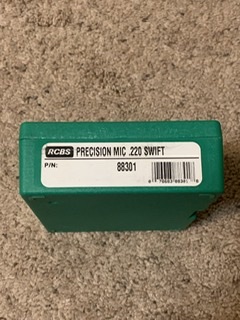 RCBS PRECISION MIC .220 SWIFT
P/N: 88301